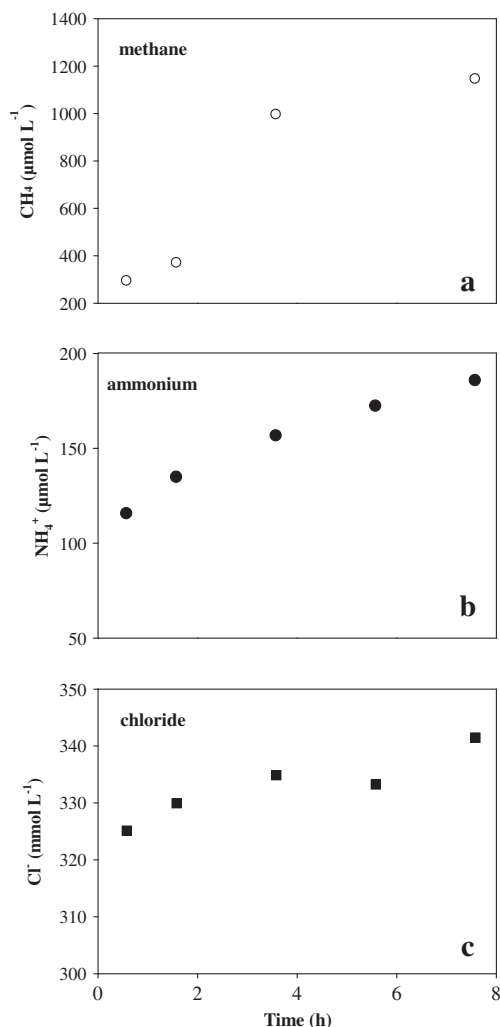 1400
methane
1200
1000
800
600
400
200
CH₄ (µmol L⁻¹)
a
200
ammonium
150
100
50
NH₄⁺ (µmol L⁻¹)
b
350
chloride
340
330
320
310
300
Cl⁻ (mmol L⁻¹)
c
0 2 4 6 8
Time (h)